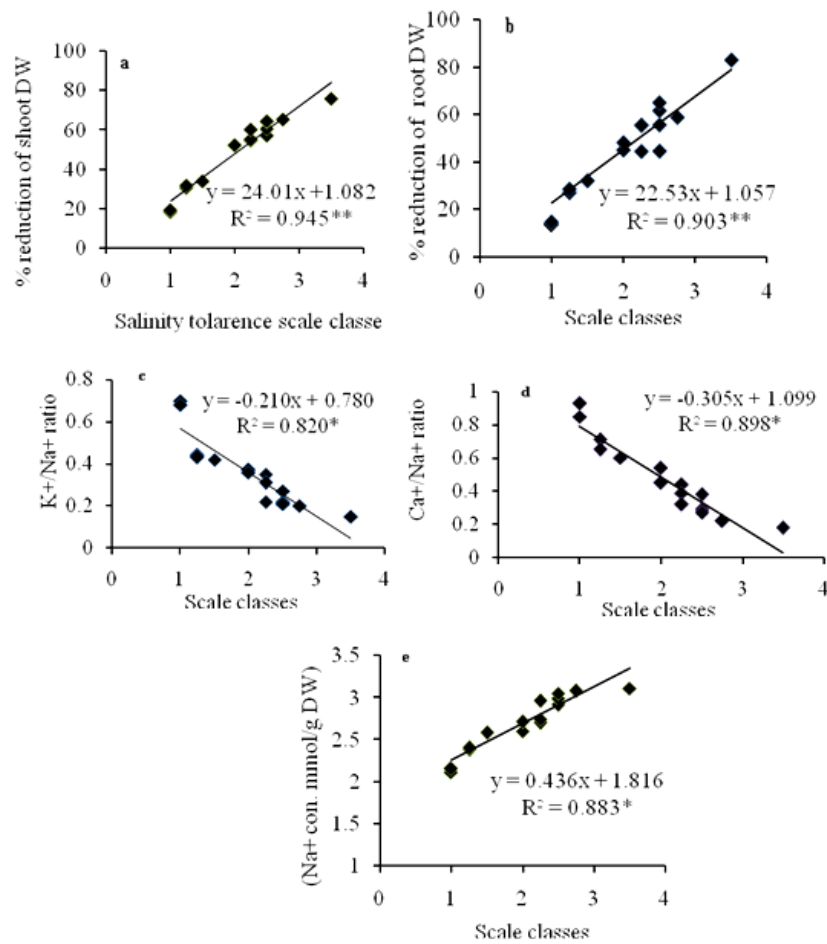 a
% reduction of shoot DW
100
80
60
40
20
0
y = 24.01x +1.082
R² = 0.945**
0 1 2 3 4
Salinity tolarence scale classe
b
% reduction of root DW
100
80
60
40
20
0
y = 22.53x + 1.057
R² = 0.903**
0 1 2 3 4
Scale classes
c
K+/Na+ ratio
0.8
0.6
0.4
0.2
0
y = -0.210x + 0.780
R² = 0.820*
0 1 2 3 4
Scale classes
d
Ca+/Na+ ratio
1
0.8
0.6
0.4
0.2
0
y = -0.305x + 1.099
R² = 0.898*
0 1 2 3 4
Scale classes
e
(Na+ con. mmol/g DW)
3.5
3
2.5
2
1.5
1
y = 0.436x + 1.816
R² = 0.883*
0 1 2 3 4
Scale classes